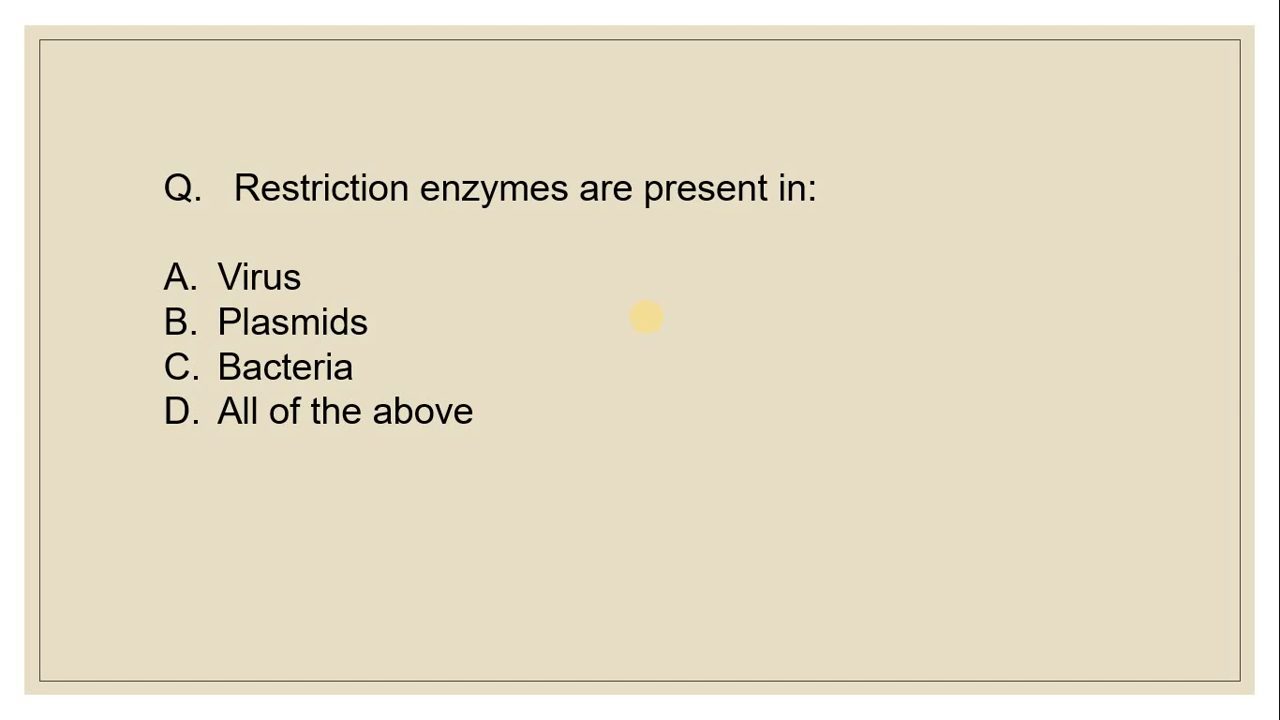 Q. Restriction enzymes are present in:
A. Virus
B. Plasmids
C. Bacteria
D. All of the above